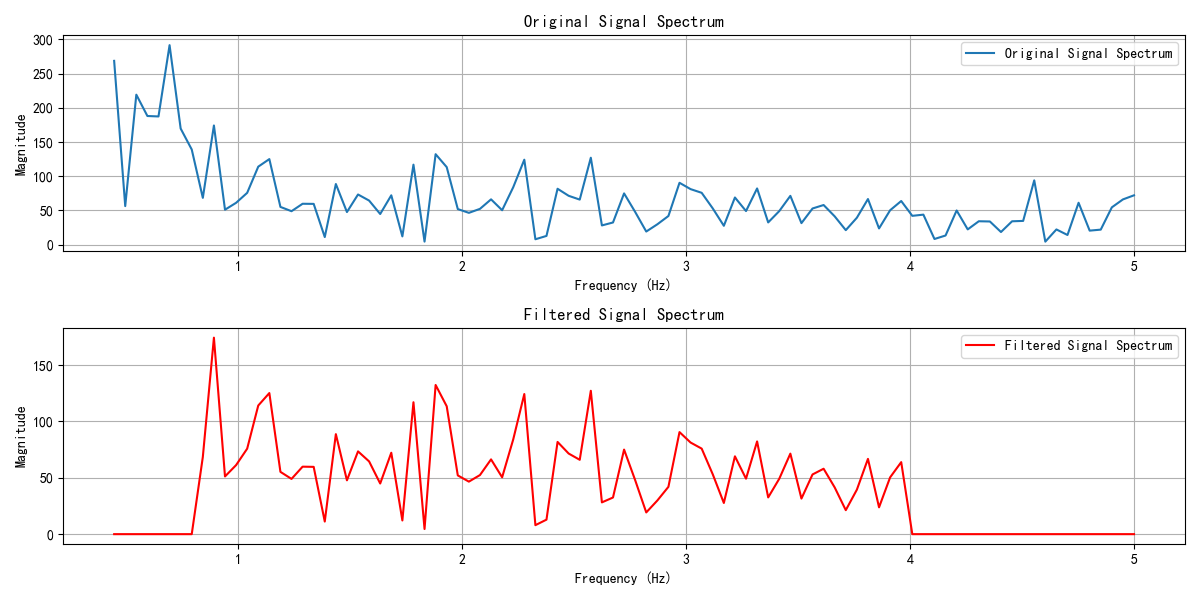 Original Signal Spectrum
300
250
200
150
100
50
0
Magnitude
Original Signal Spectrum
1 2 3 4 5
Frequency (Hz)
Filtered Signal Spectrum
150
100
50
0
Magnitude
Filtered Signal Spectrum
1 2 3 4 5
Frequency (Hz)